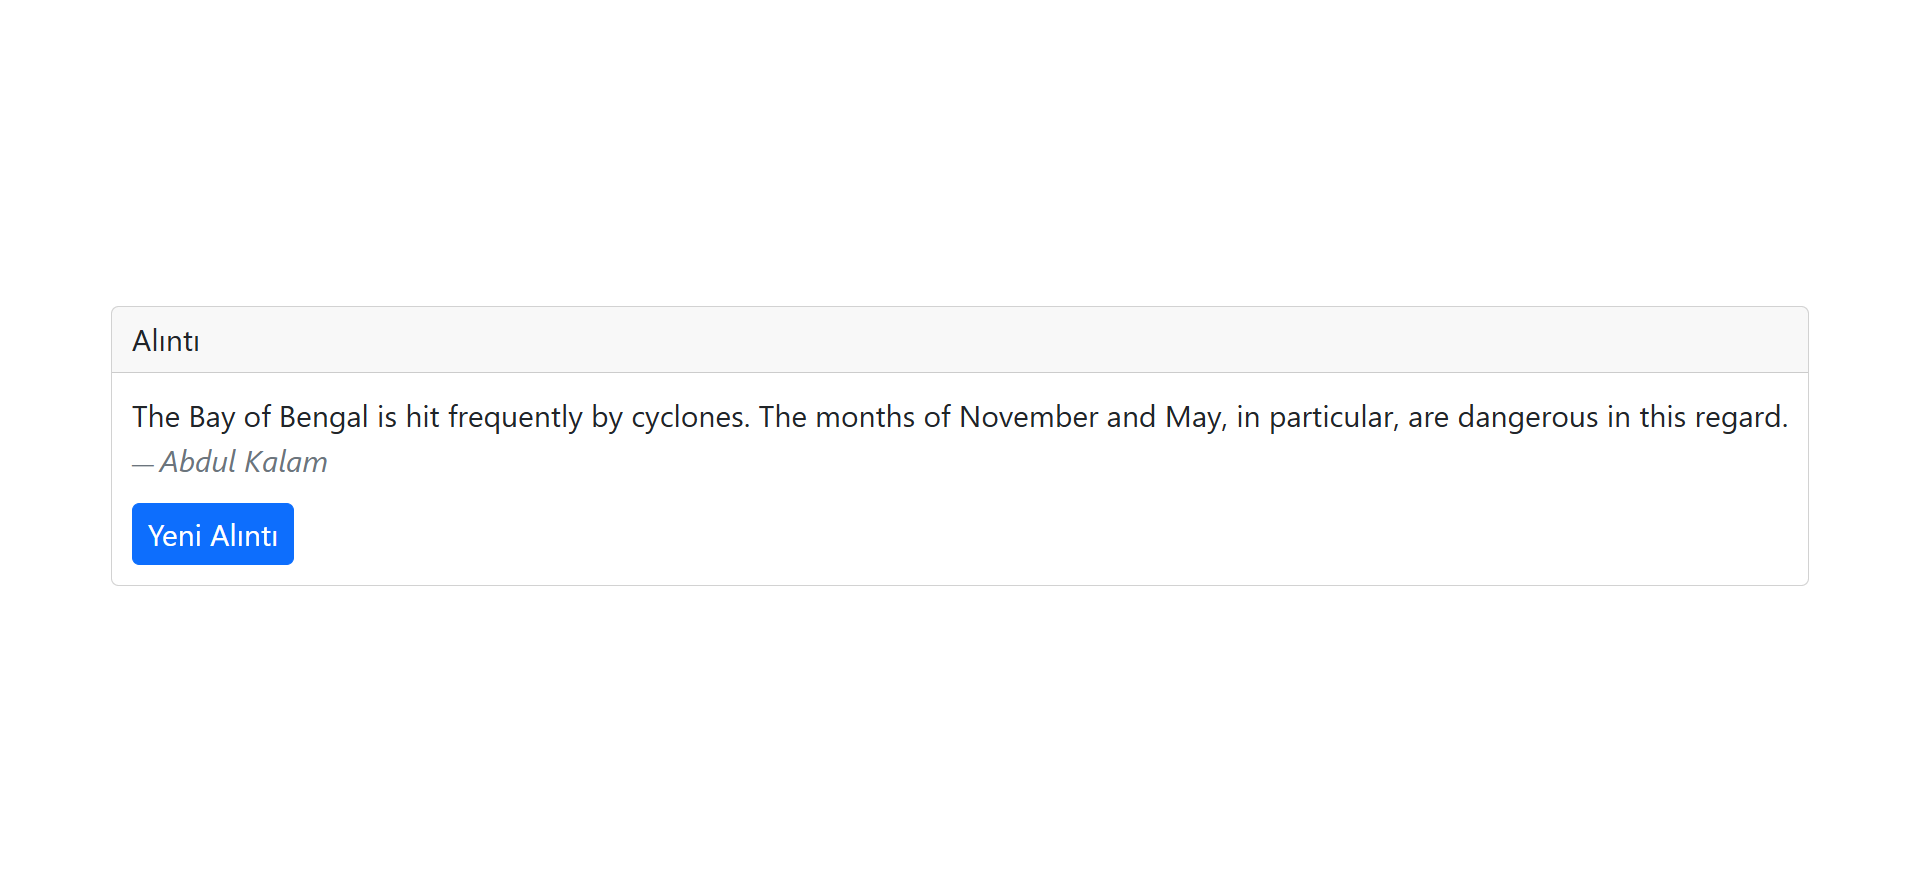 Alıntı
The Bay of Bengal is hit frequently by cyclones. The months of November and May, in particular, are dangerous in this regard.
— Abdul Kalam
Yeni Alıntı